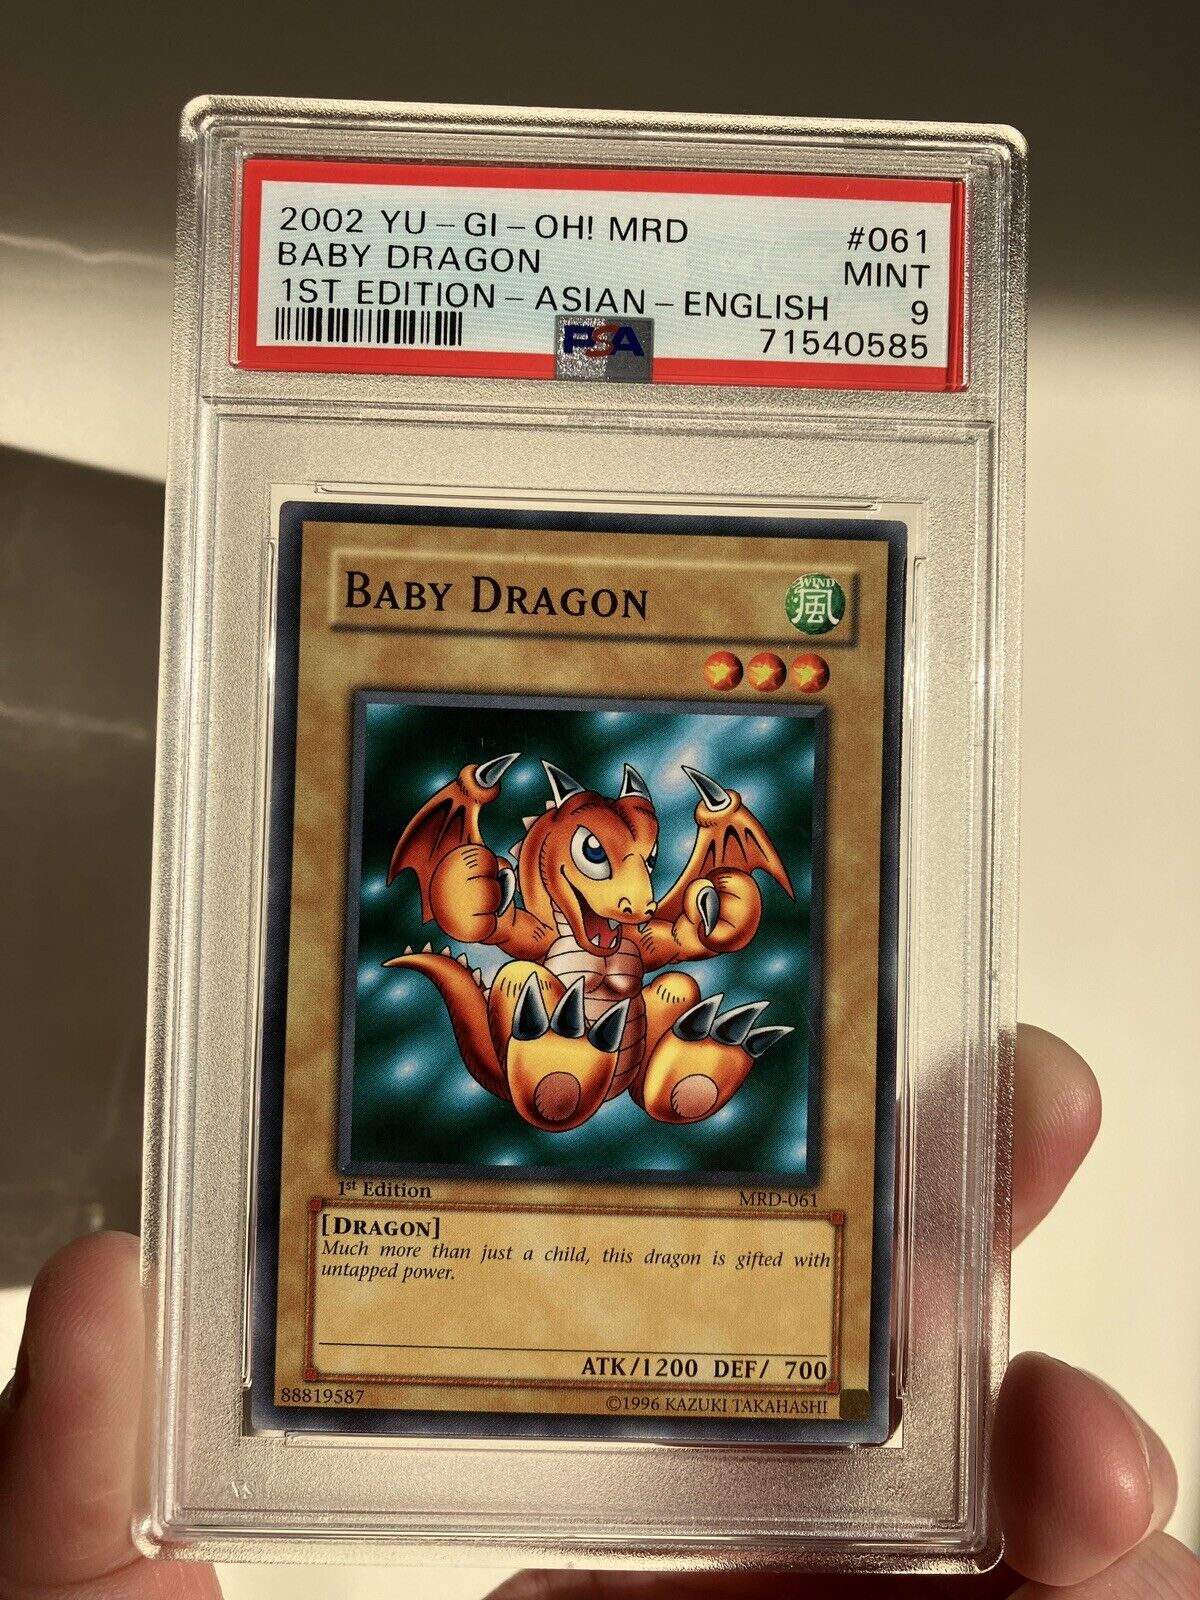 2002 YU-GI-OH! MRD #061
BABY DRAGON MINT
1ST EDITION-ASIAN-ENGLISH 9
PSA 71540585
BABY DRAGON
WIND
風
1st Edition MRD-061
[DRAGON]
Much more than just a child, this dragon is gifted with
untapped power.
ATK/1200 DEF/ 700
88819587 ©1996 KAZUKI TAKAHASHI